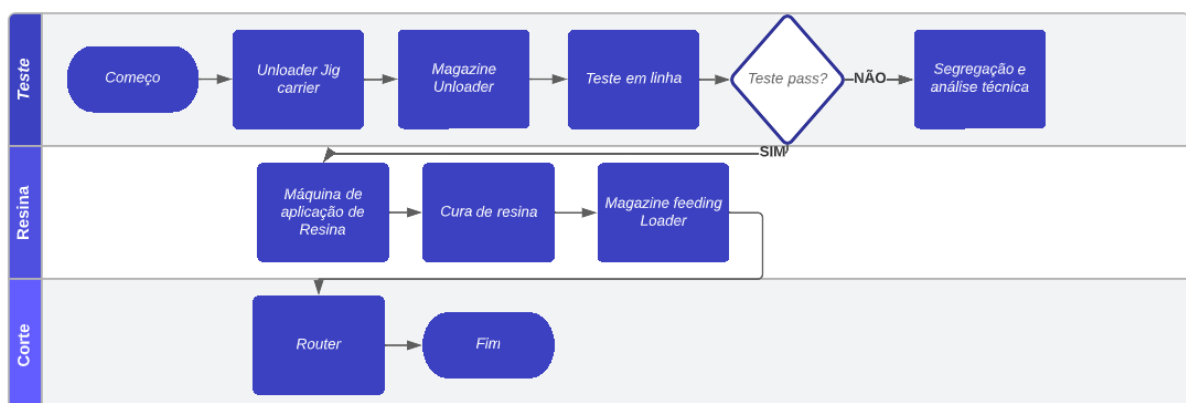 Teste
Começo
Unloader Jig
carrier
Magazine
Unloader
Teste em linha
Teste pass?
NÃO
Segregação e
análise técnica
SIM
Resina
Máquina de
aplicação de
Resina
Cura de resina
Magazine feeding
Loader
Corte
Router
Fim